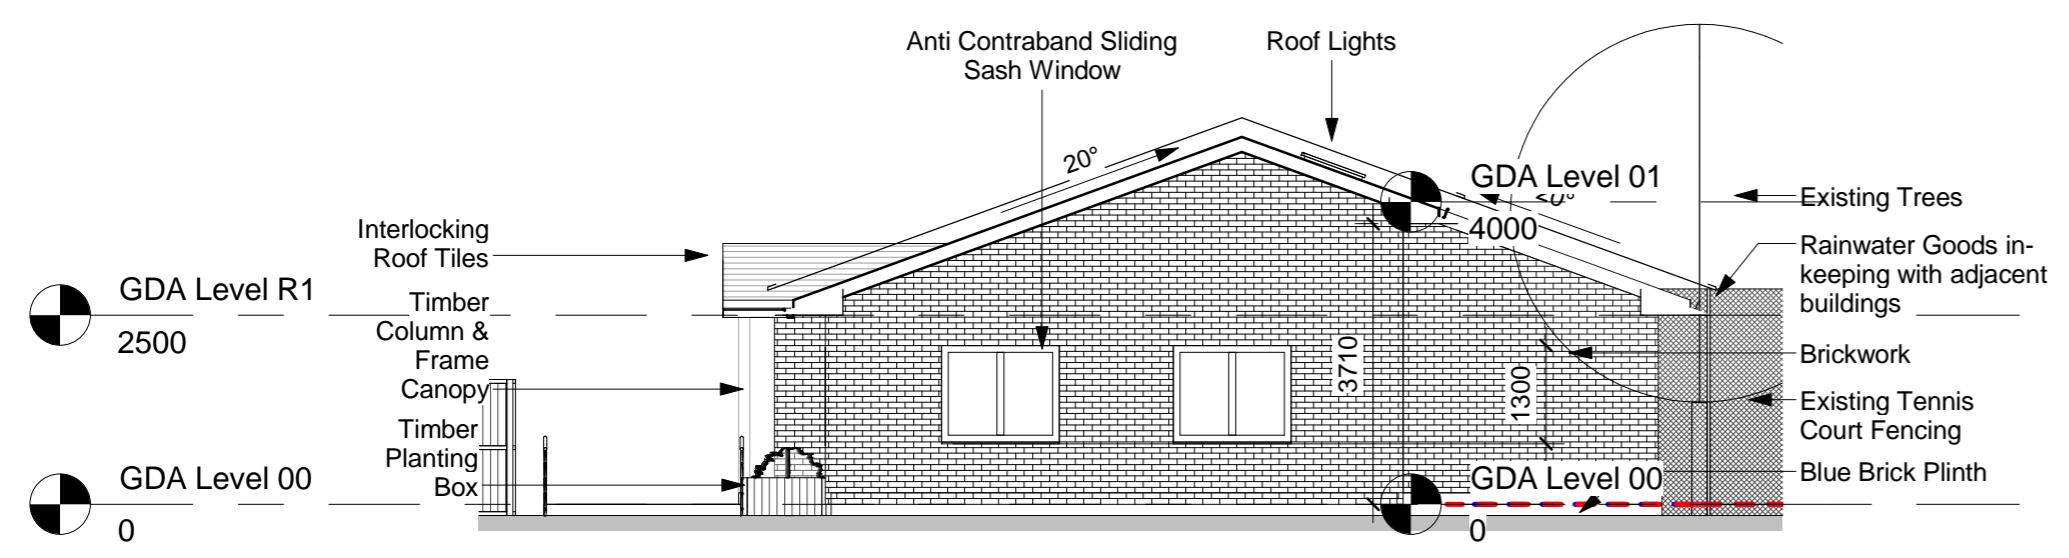 Anti Contraband Sliding
Sash Window
Roof Lights
20°
GDA Level 01
4000
Existing Trees
Interlocking
Roof Tiles
Rainwater Goods in-
keeping with adjacent
buildings
GDA Level R1
2500
Timber
Column &
Frame
Canopy
3710
1300
Brickwork
Existing Tennis
Court Fencing
Timber
Planting
Box
GDA Level 00
0
GDA Level 00
0
Blue Brick Plinth